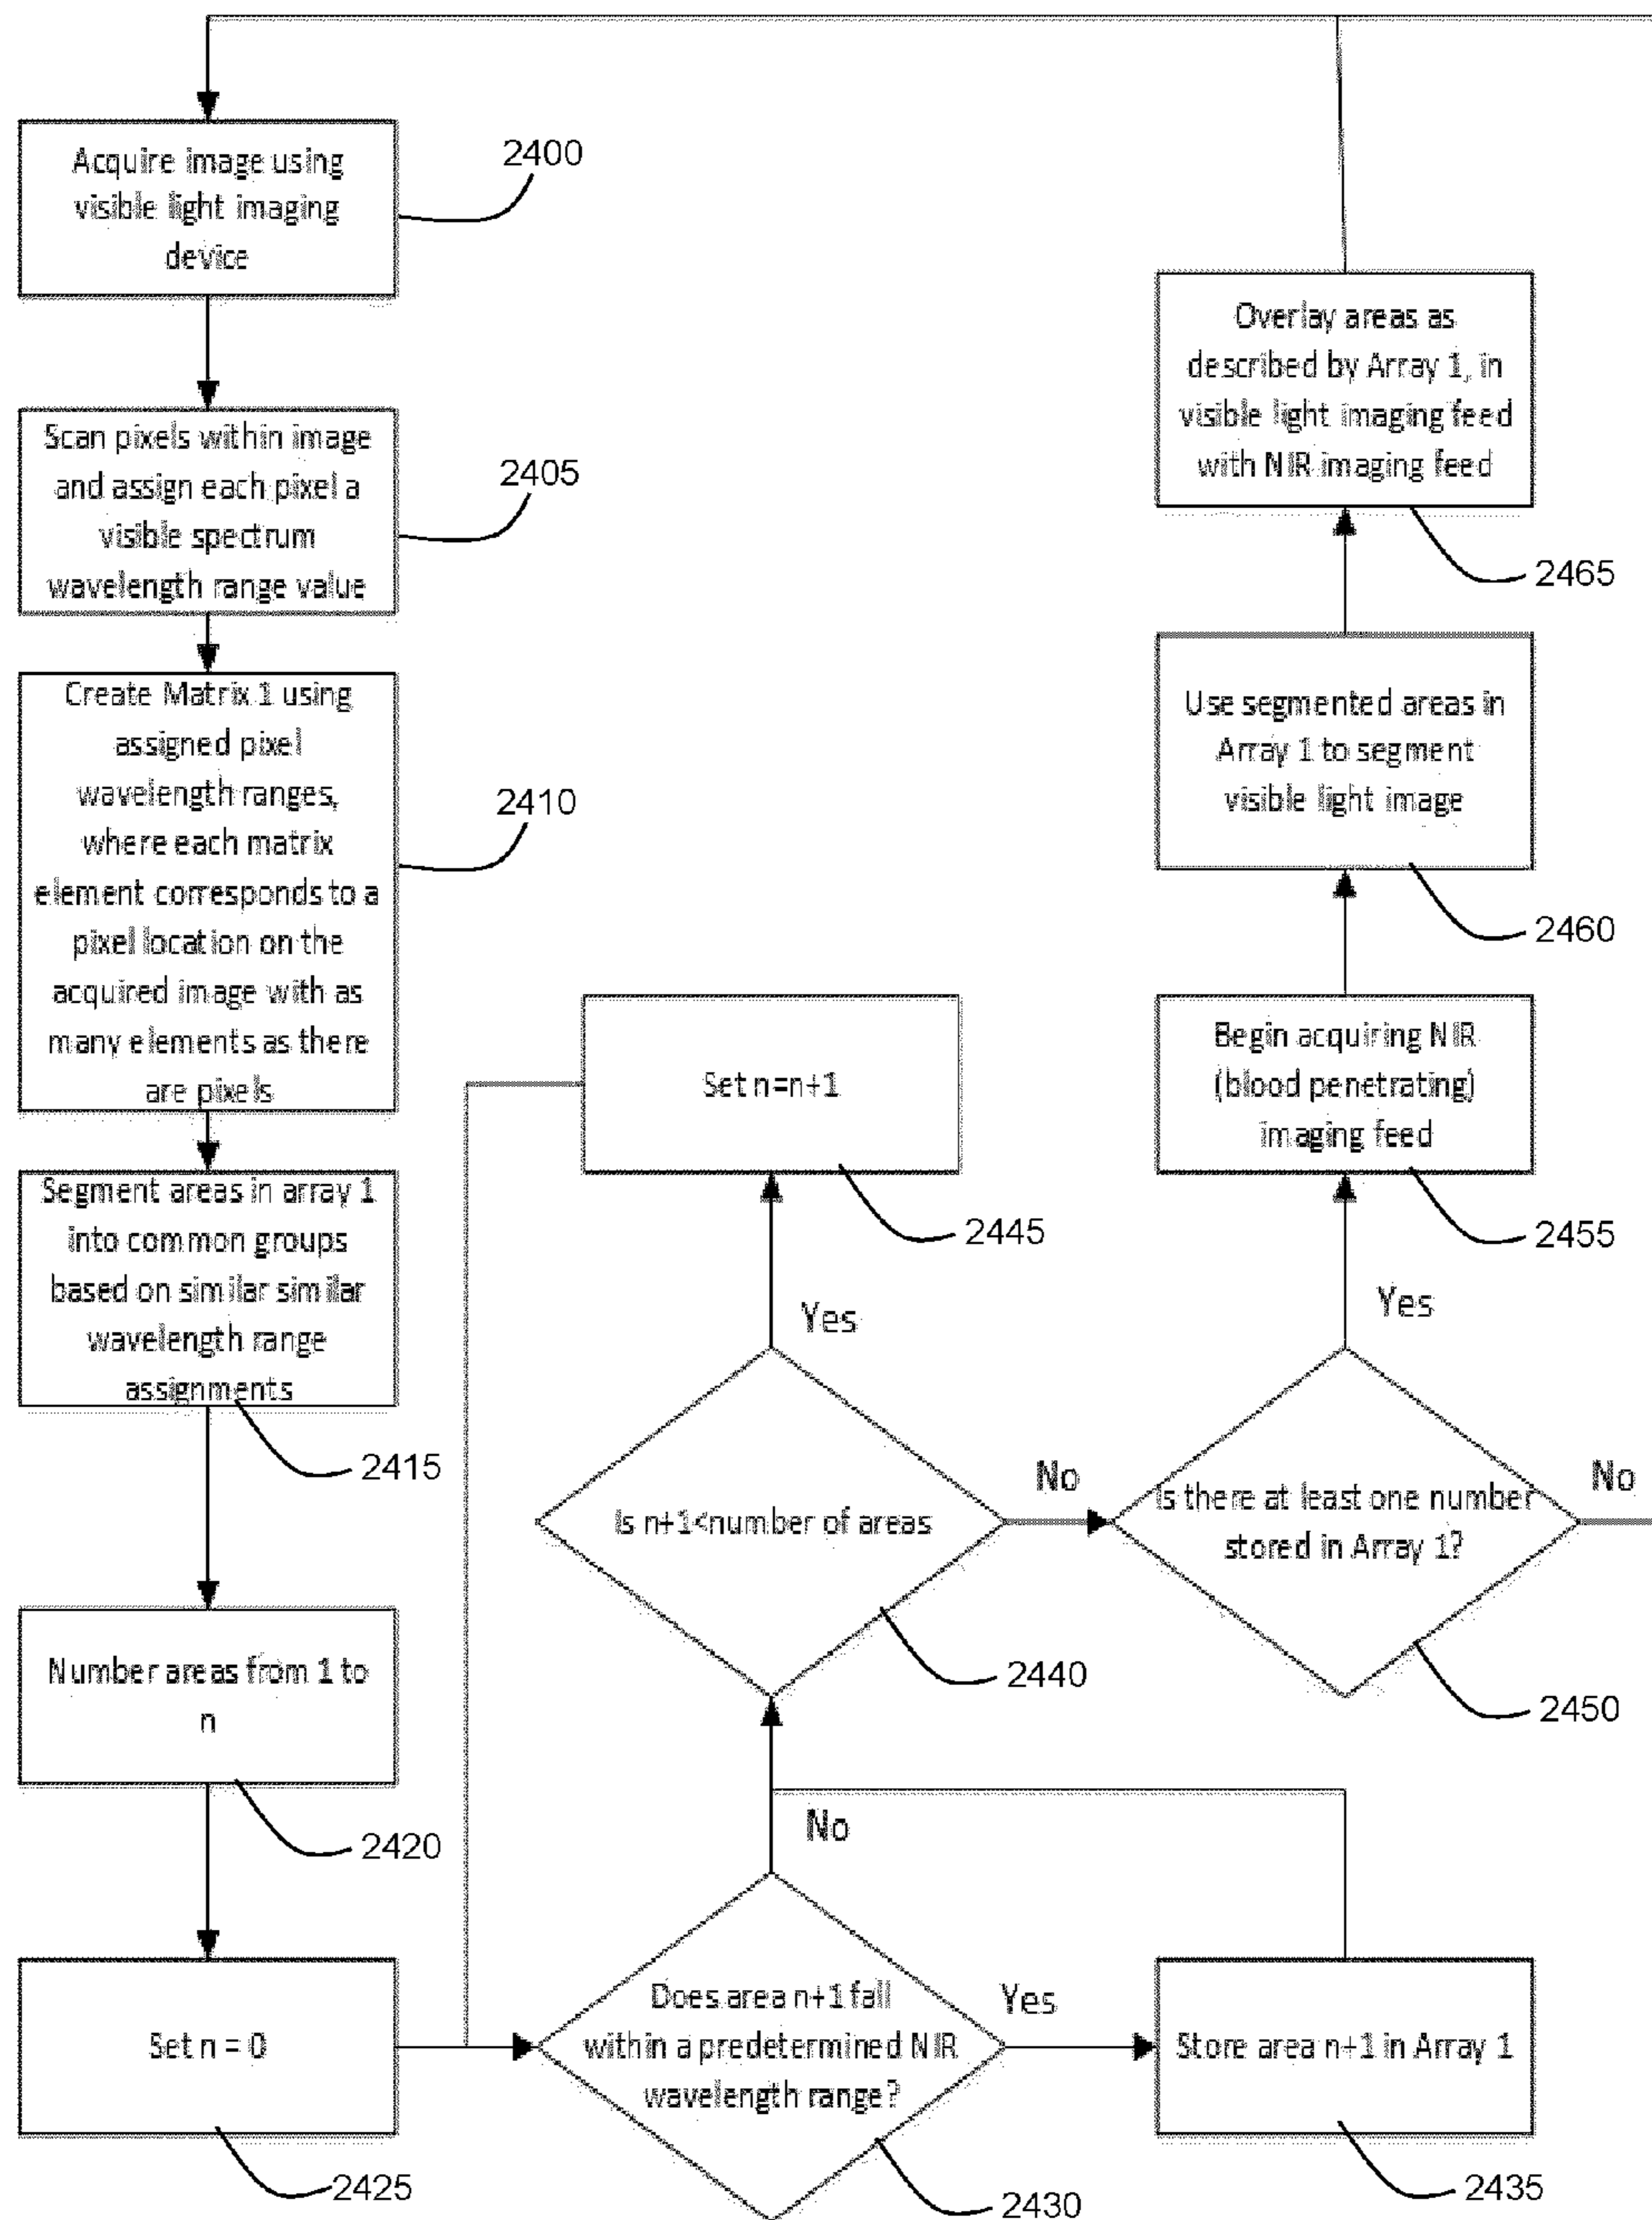 Acquire image using
visible light imaging
device
2400
Scan pixels within image
and assign each pixel a
visible spectrum
wavelength range value
2405
Create Matrix 1 using
assigned pixel
wavelength ranges,
where each matrix
element corresponds to a
pixel location on the
acquired image with as
many elements as there
are pixels
2410
Segment areas in array 1
into common groups
based on similar similar
wavelength range
assignments
2415
Number areas from 1 to
n
2420
Set n = 0
2425
Does area n+1 fall
within a predetermined NIR
wavelength range?
2430
Yes
Store area n+1 in Array 1
2435
No
Is n+1<number of areas
2440
Yes
Set n=n+1
2445
No
Is there at least one number
stored in Array 1?
2450
No
Yes
Begin acquiring NIR
(blood penetrating)
imaging feed
2455
Use segmented areas in
Array 1 to segment
visible light image
2460
Overlay areas as
described by Array 1, in
visible light imaging feed
with NIR imaging feed
2465